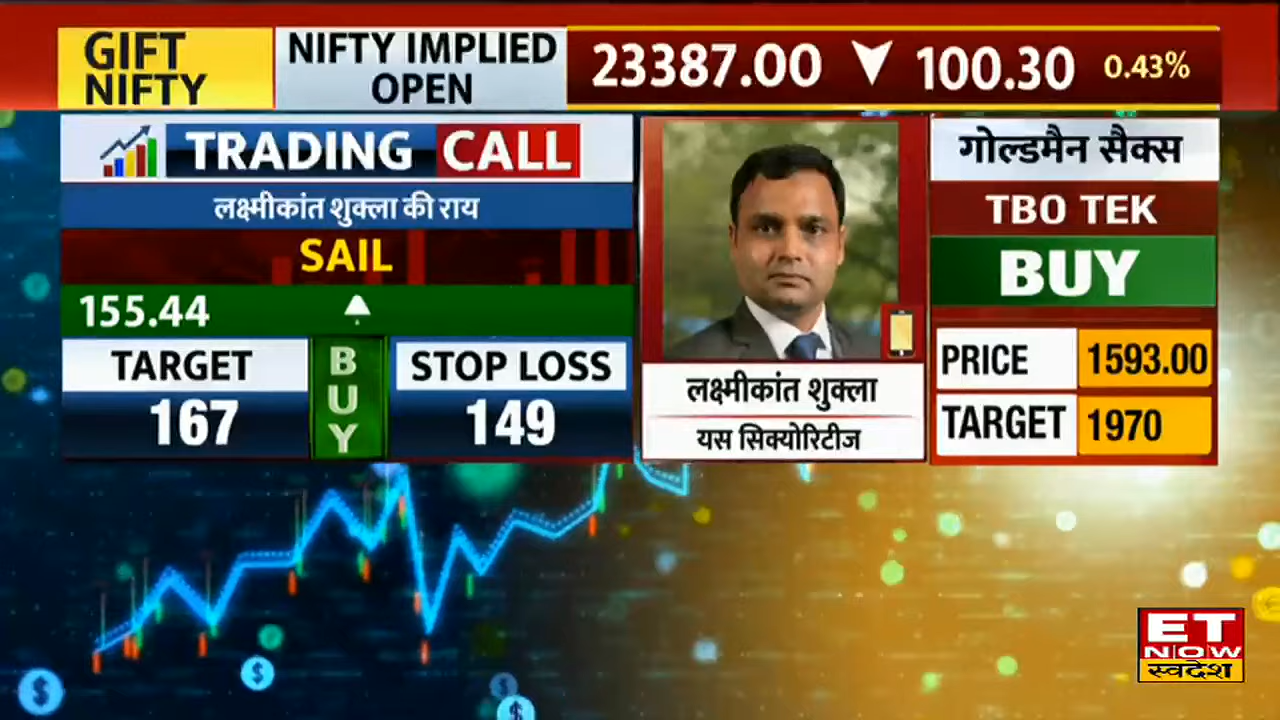 GIFT
NIFTY
NIFTY IMPLIED
OPEN
23387.00 ▼ 100.30 0.43%
TRADING CALL
लक्ष्मीकांत शुक्ला की राय
SAIL
155.44 ▲
TARGET
167
BUY
STOP LOSS
149
लक्ष्मीकांत शुक्ला
यस सिक्योरिटीज
गोल्डमैन सैक्स
TBO TEK
BUY
PRICE 1593.00
TARGET 1970
ET
NOW
स्वदेश